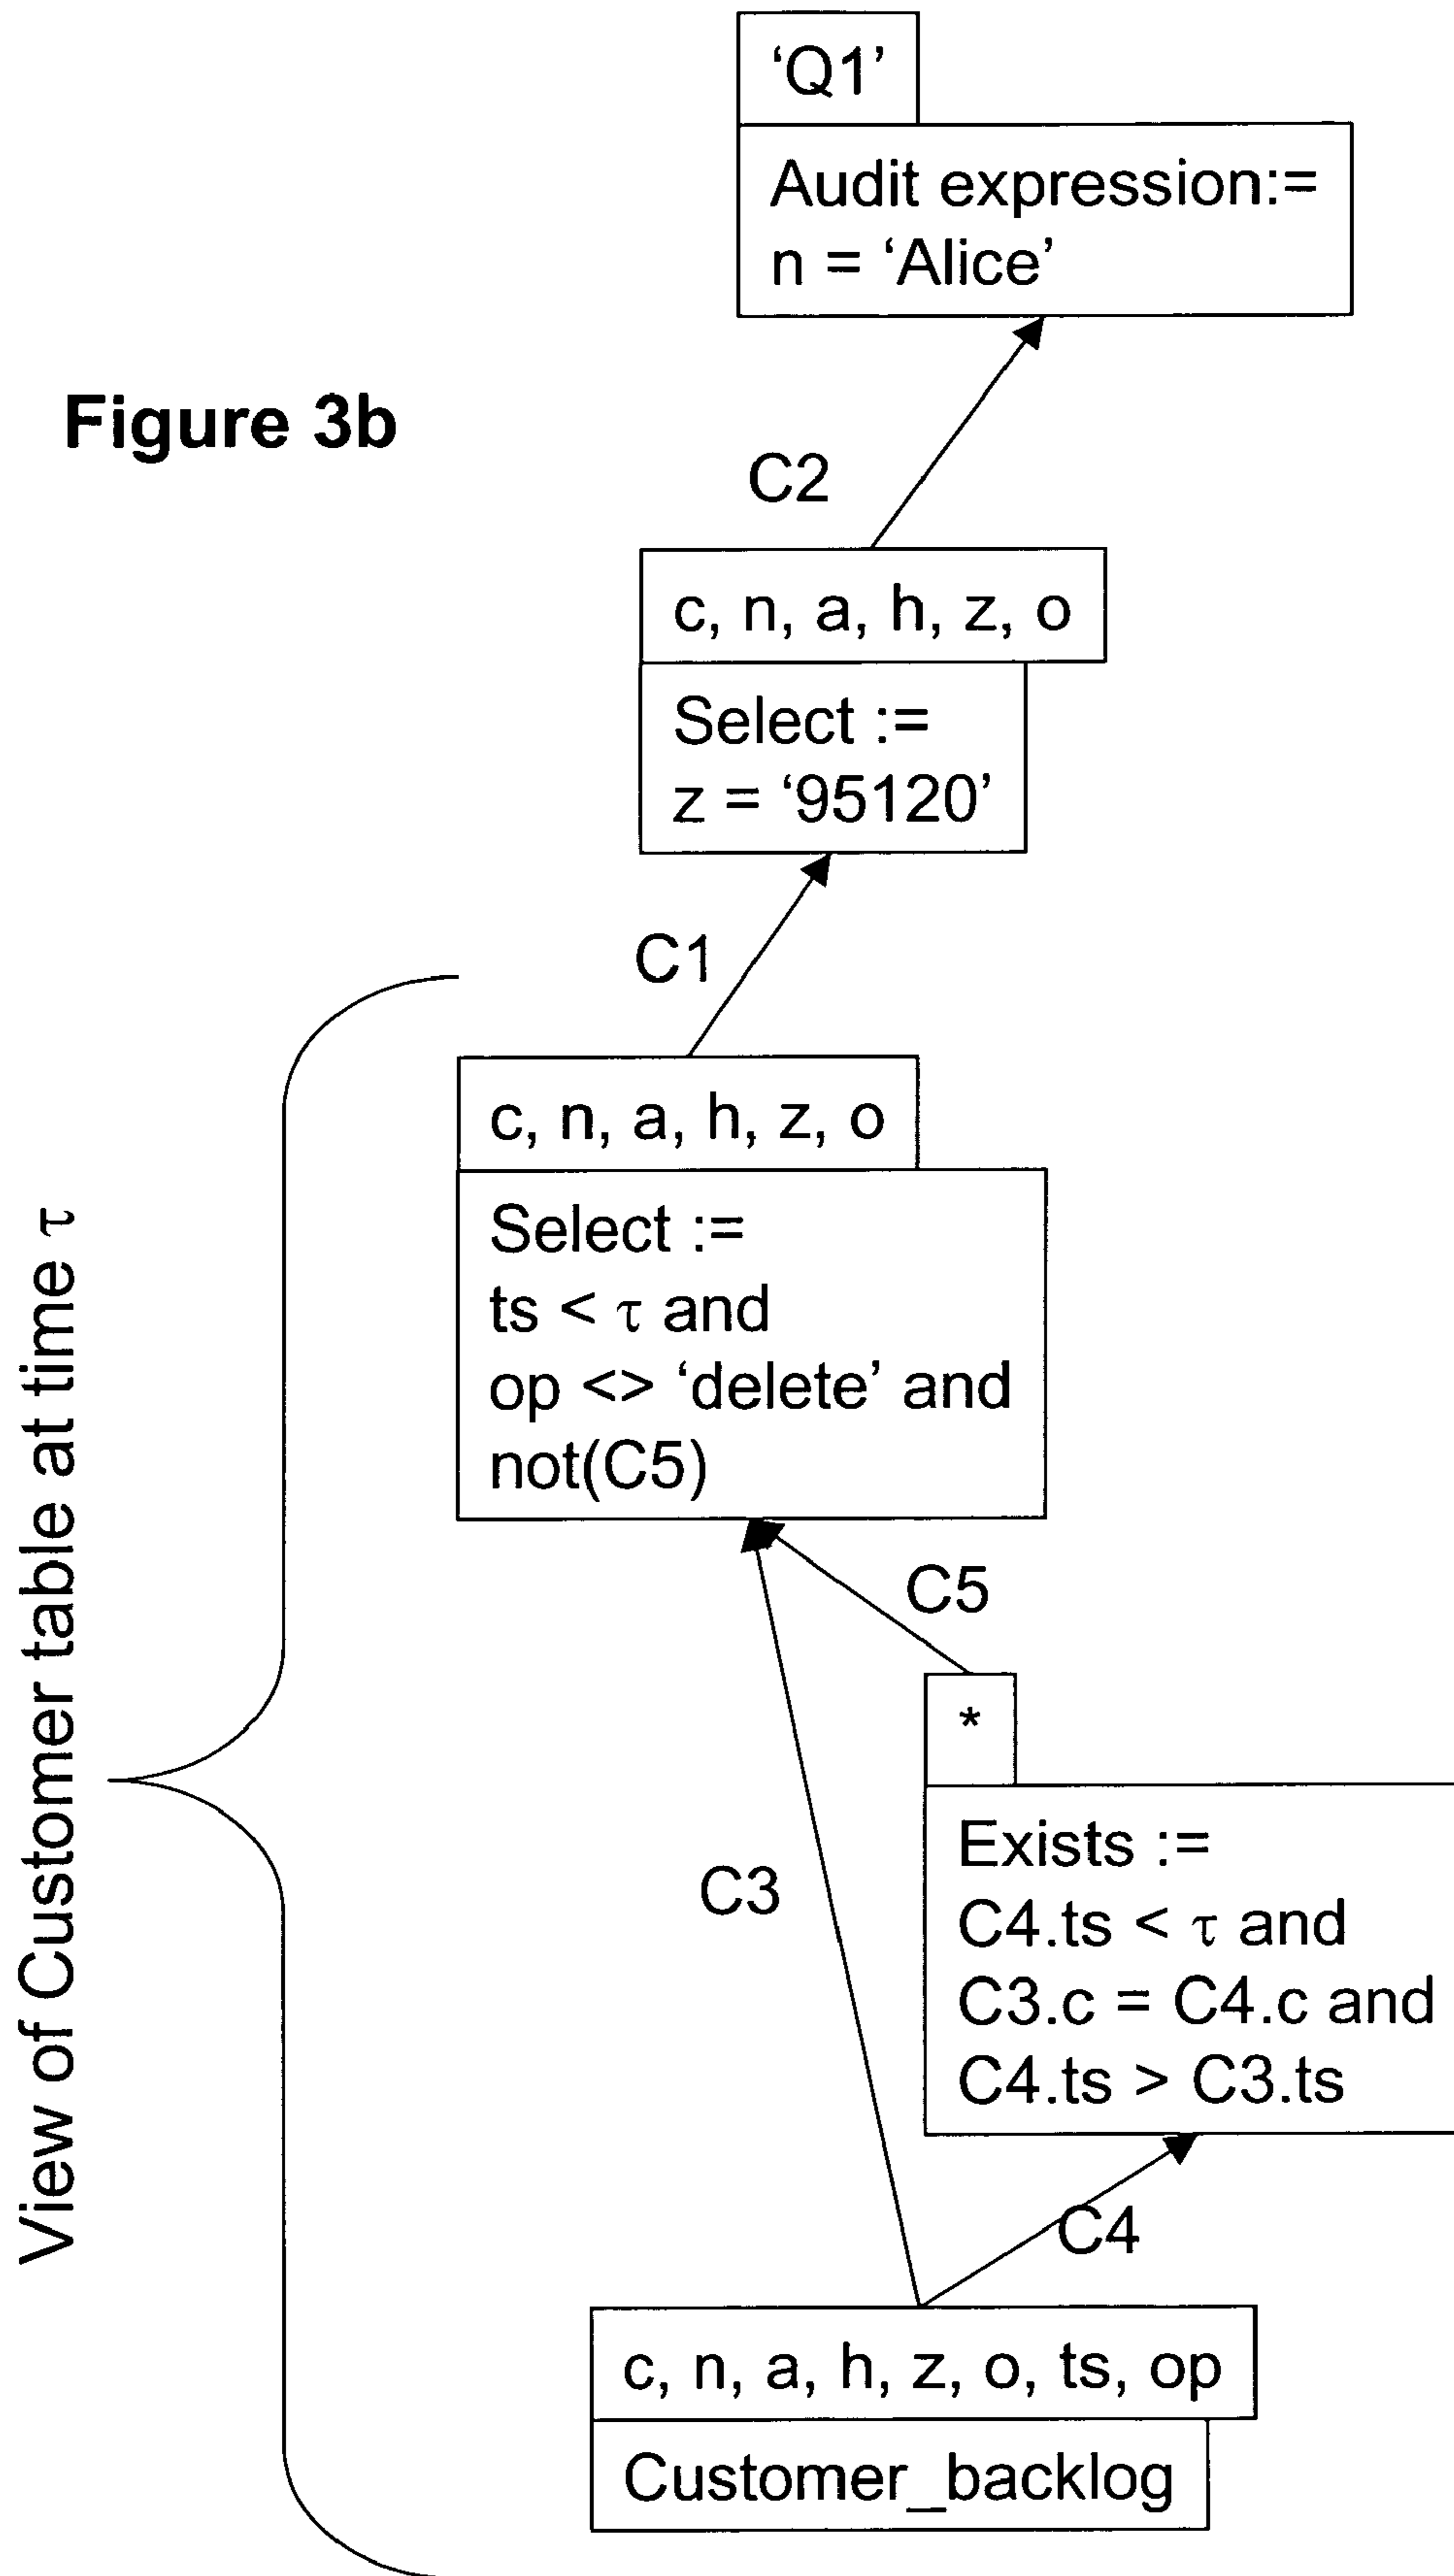 ‘Q1’
Audit expression:=
n = ‘Alice’
Figure 3b
C2
c, n, a, h, z, o
Select :=
z = ‘95120’
C1
c, n, a, h, z, o
Select :=
ts < τ and
op <> ‘delete’ and
not(C5)
View of Customer table at time τ
C5
*
Exists :=
C4.ts < τ and
C3.c = C4.c and
C4.ts > C3.ts
C3
C4
c, n, a, h, z, o, ts, op
Customer_backlog